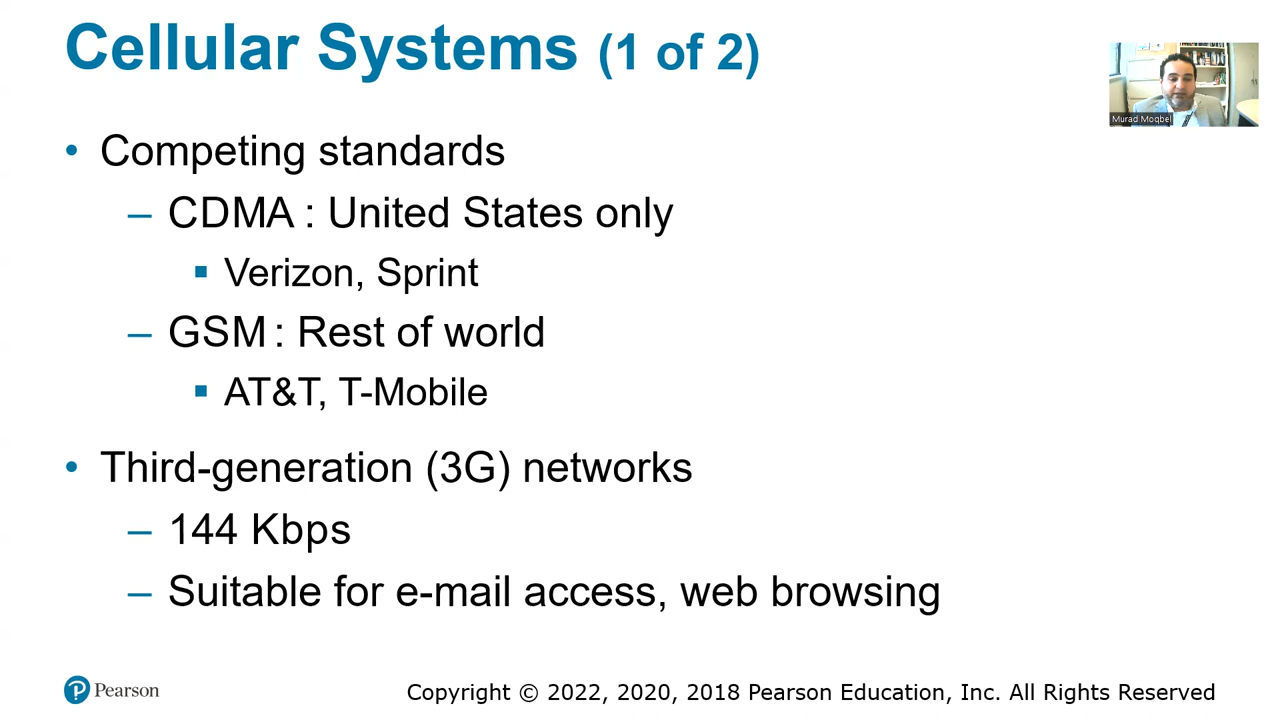 Cellular Systems (1 of 2)
Murad Moqbel
• Competing standards
– CDMA : United States only
▪ Verizon, Sprint
– GSM : Rest of world
▪ AT&T, T-Mobile
• Third-generation (3G) networks
– 144 Kbps
– Suitable for e-mail access, web browsing
Pearson
Copyright © 2022, 2020, 2018 Pearson Education, Inc. All Rights Reserved